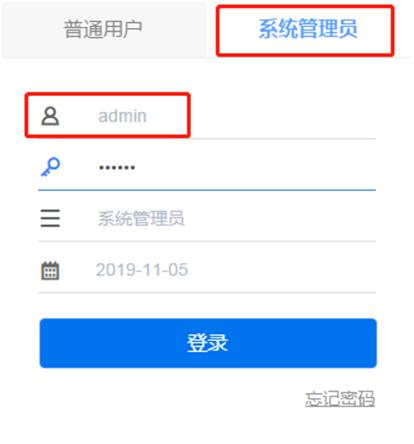 普通用户 系统管理员
admin
••••••
系统管理员
2019-11-05
登录
忘记密码